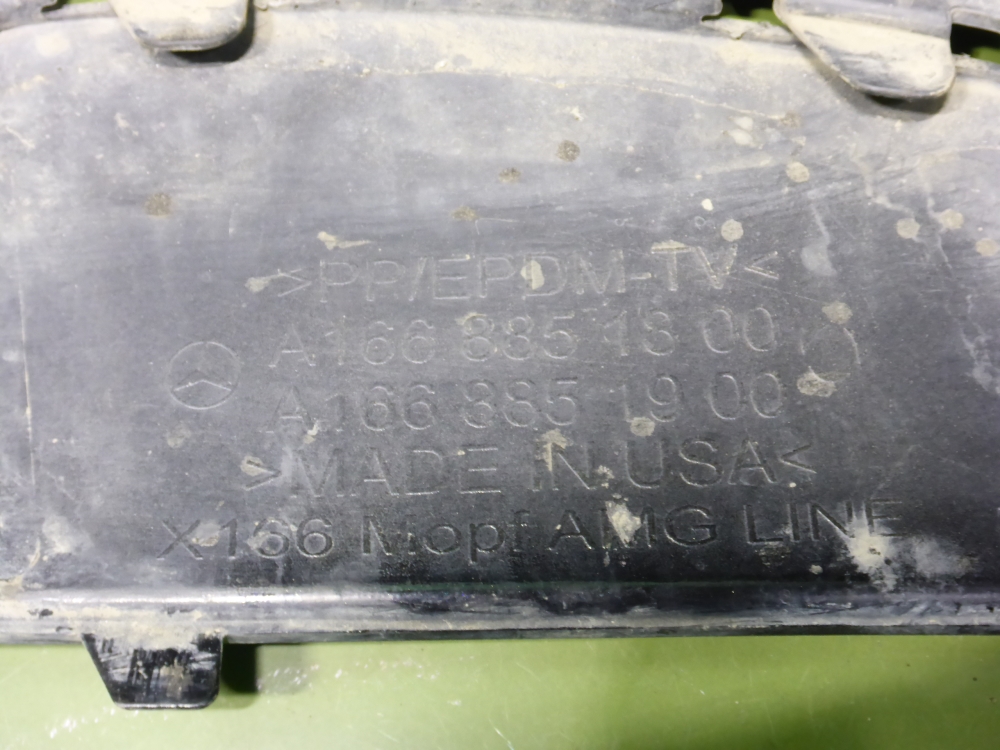 >PP/EPDM-TV<
A166 885 18 00
A166 885 19 00
>MADE IN USA<
X166 Mopf AMG LINE